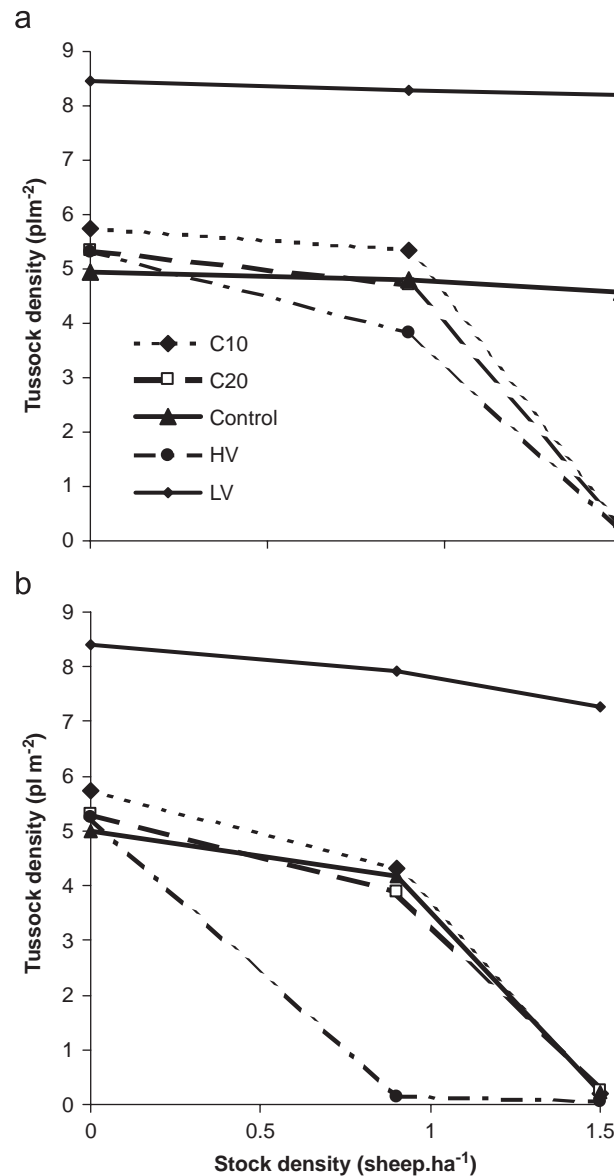 a
9
8
7
6
5
4
3
2
1
0
Tussock density (plm-2)
C10
C20
Control
HV
LV
b
9
8
7
6
5
4
3
2
1
0
Tussock density (pl m-2)
0 0.5 1 1.5
Stock density (sheep.ha-1)